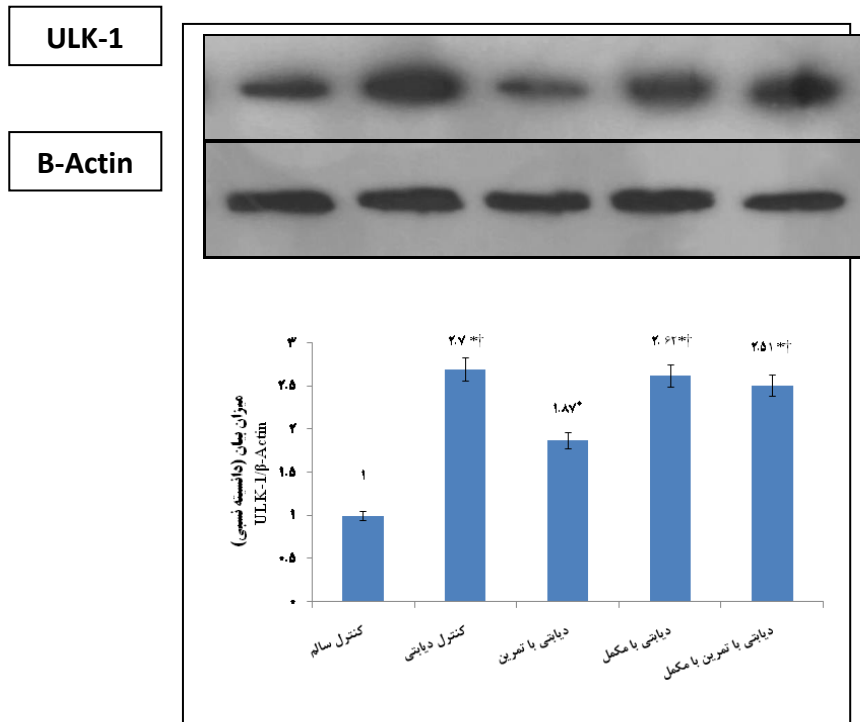 ULK-1
B-Actin
میزان بیان (دانسیته نسبی)
ULK-1/β-Actin
۳
۲.۵
۲
۱.۵
۱
۰.۵
۰
۱
۲.۷ *†
۱.۸۷*
۲.۶۲*†
۲.۵۱*†
کنترل سالم
کنترل دیابتی
دیابتی با تمرین
دیابتی با مکمل
دیابتی با تمرین با مکمل